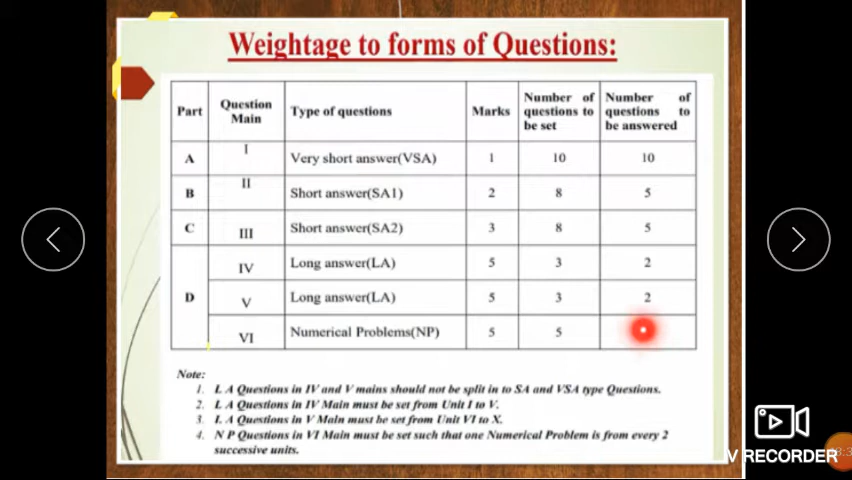 Weightage to forms of Questions:
Part Question Main Type of questions Marks Number of questions to be set Number of questions to be answered
A I Very short answer(VSA) 1 10 10
B II Short answer(SA1) 2 8 5
C III Short answer(SA2) 3 8 5
D IV Long answer(LA) 5 3 2
V Long answer(LA) 5 3 2
VI Numerical Problems(NP) 5 5
Note:
1. L A Questions in IV and V mains should not be split in to SA and VSA type Questions.
2. L A Questions in IV Main must be set from Unit I to V.
3. L A Questions in V Main must be set from Unit VI to X.
4. N P Questions in VI Main must be set such that one Numerical Problem is from every 2
successive units.
V RECORDER